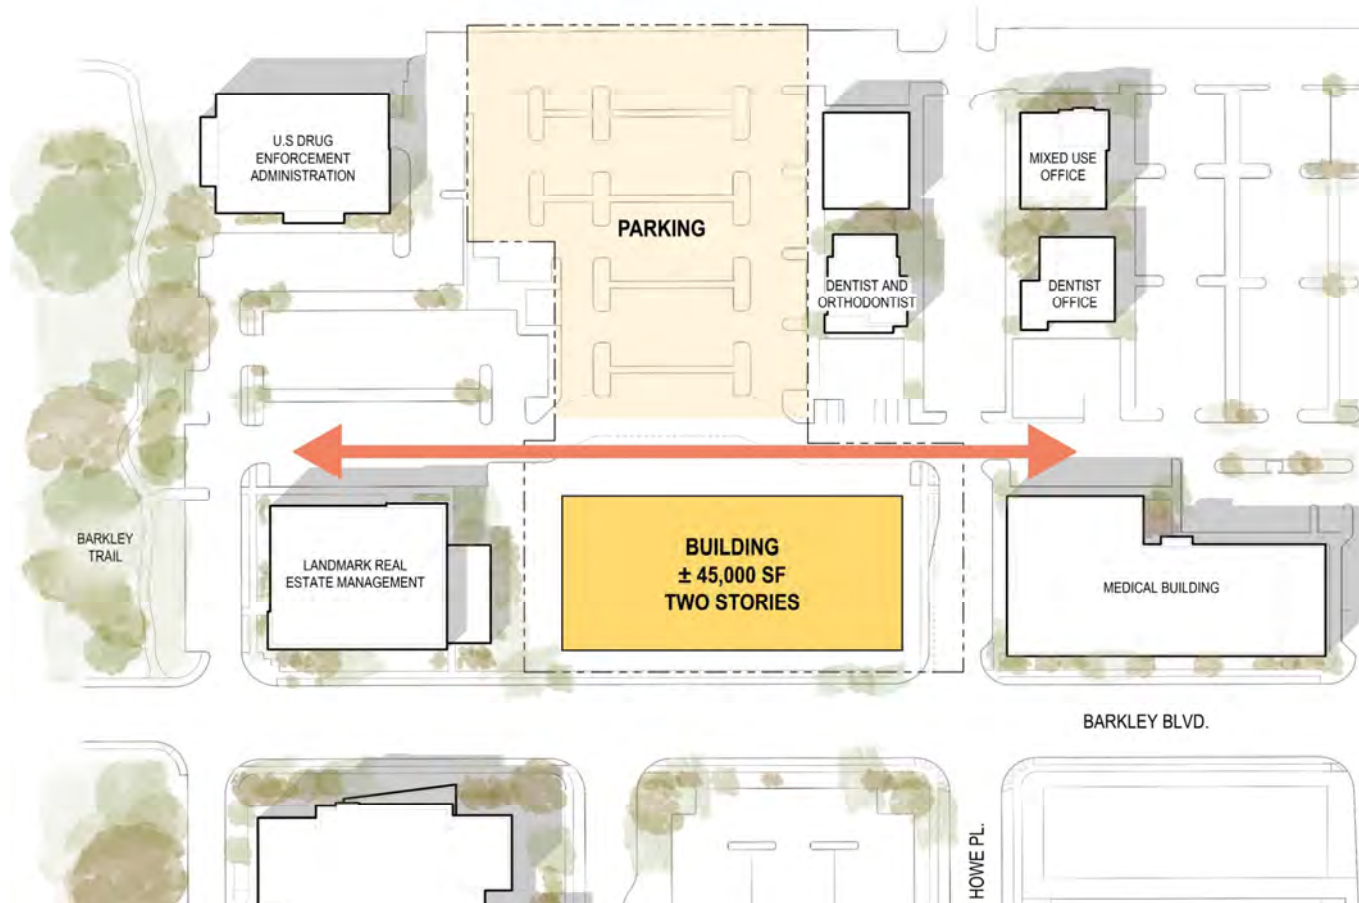 U.S DRUG
ENFORCEMENT
ADMINISTRATION
MIXED USE
OFFICE
PARKING
DENTIST AND
ORTHODONTIST
DENTIST
OFFICE
BARKLEY
TRAIL
LANDMARK REAL
ESTATE MANAGEMENT
BUILDING
± 45,000 SF
TWO STORIES
MEDICAL BUILDING
BARKLEY BLVD.
HOWE PL.